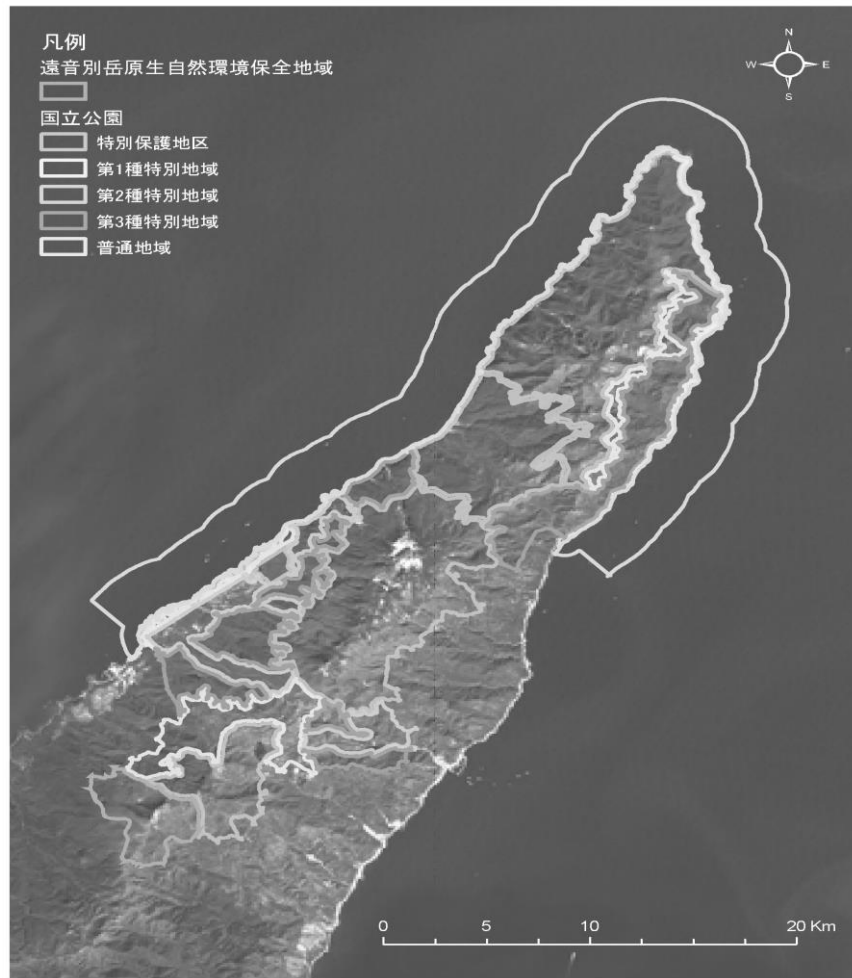 凡例
遠音別岳原生自然環境保全地域
国立公園
特別保護地区
第1種特別地域
第2種特別地域
第3種特別地域
普通地域
N
W E
S
0 5 10 20 Km